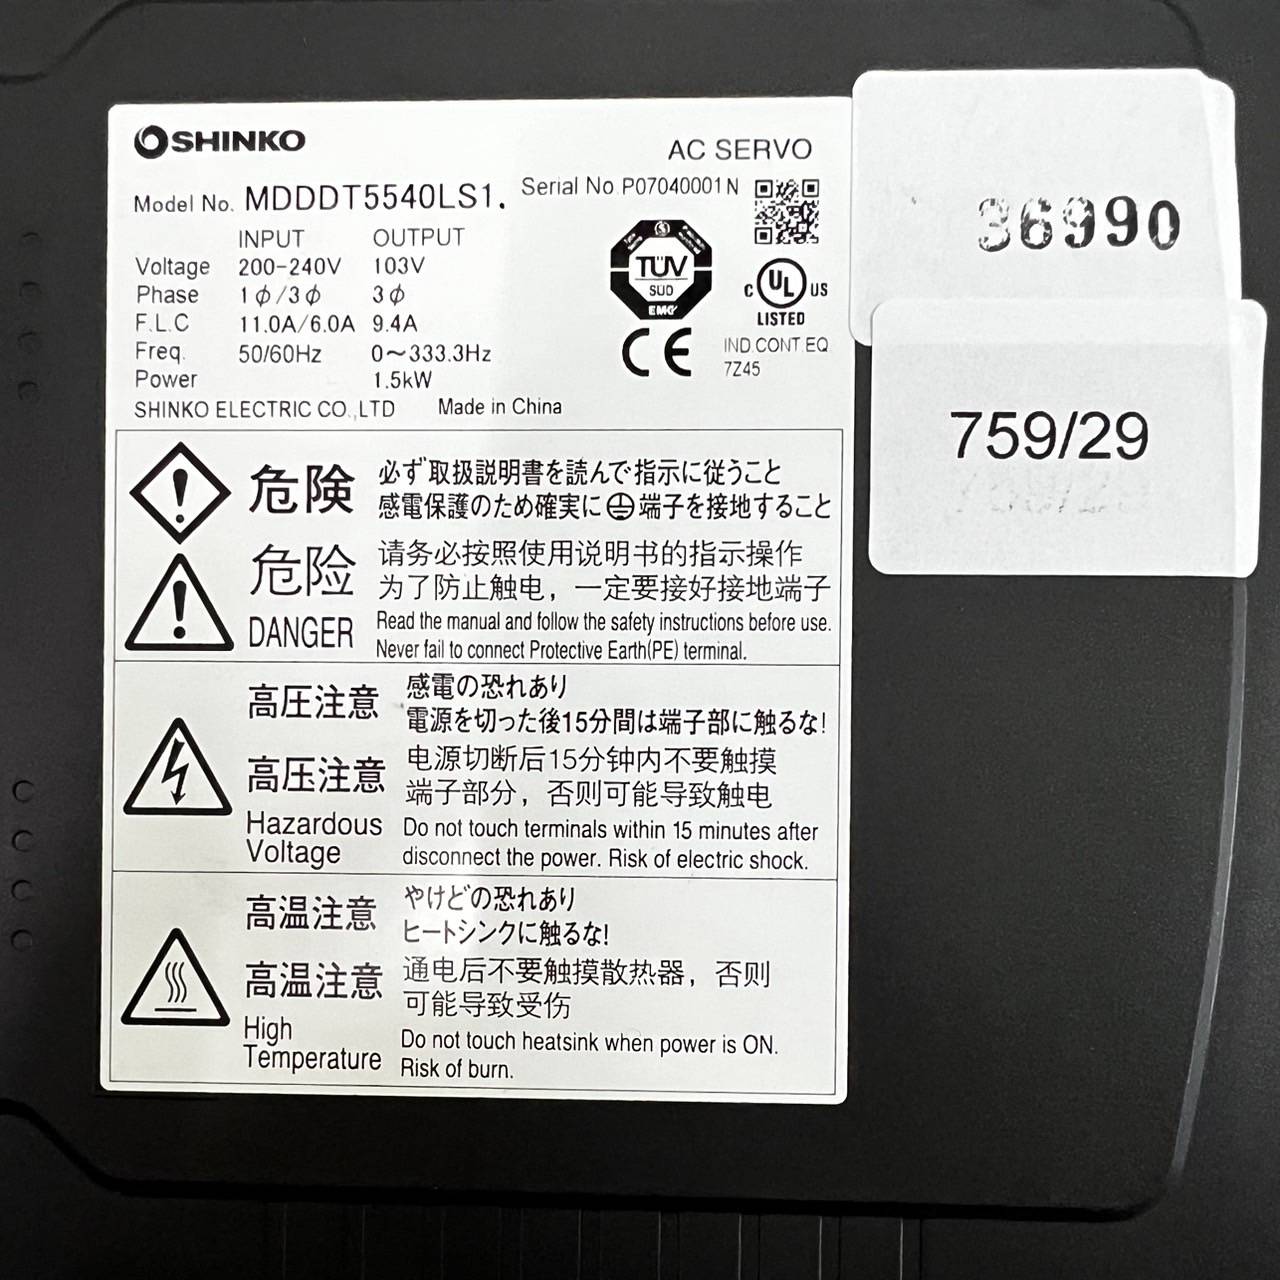 SHINKO
AC SERVO
Model No. MDDDT5540LS1.
Serial No.P07040001N
INPUT OUTPUT
Voltage 200-240V 103V
Phase 1ϕ/3ϕ 3ϕ
F.L.C 11.0A/6.0A 9.4A
Freq. 50/60Hz 0~333.3Hz
Power 1.5kW
SHINKO ELECTRIC CO.,LTD Made in China
TÜV
SÜD
EMC
C UL US
LISTED
CE
IND.CONT.EQ.
7Z45
36990
759/29
危険 必ず取扱説明書を読んで指示に従うこと
感電保護のため確実に⏚端子を接地すること
危险 请务必按照使用说明书的指示操作
为了防止触电，一定要接好接地端子
DANGER Read the manual and follow the safety instructions before use.
Never fail to connect Protective Earth(PE) terminal.
高圧注意 感電の恐れあり
電源を切った後15分間は端子部に触るな!
高压注意 电源切断后15分钟内不要触摸
端子部分，否则可能导致触电
Hazardous Voltage Do not touch terminals within 15 minutes after
disconnect the power. Risk of electric shock.
高温注意 やけどの恐れあり
ヒートシンクに触るな!
高温注意 通电后不要触摸散热器，否则
可能导致受伤
High Temperature Do not touch heatsink when power is ON.
Risk of burn.